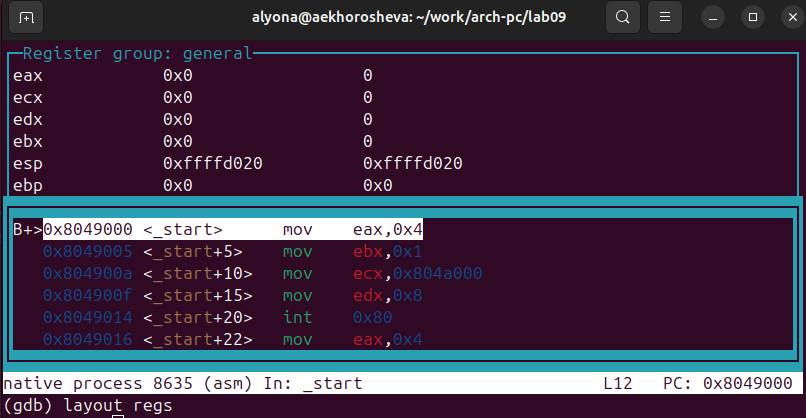 alyona@aekhorosheva: ~/work/arch-pc/lab09
Register group: general
eax 0x0 0
ecx 0x0 0
edx 0x0 0
ebx 0x0 0
esp 0xffffd020 0xffffd020
ebp 0x0 0x0
B+>0x8049000 <_start> mov eax,0x4
0x8049005 <_start+5> mov ebx,0x1
0x804900a <_start+10> mov ecx,0x804a000
0x804900f <_start+15> mov edx,0x8
0x8049014 <_start+20> int 0x80
0x8049016 <_start+22> mov eax,0x4
native process 8635 (asm) In: _start L12 PC: 0x8049000
(gdb) layout regs